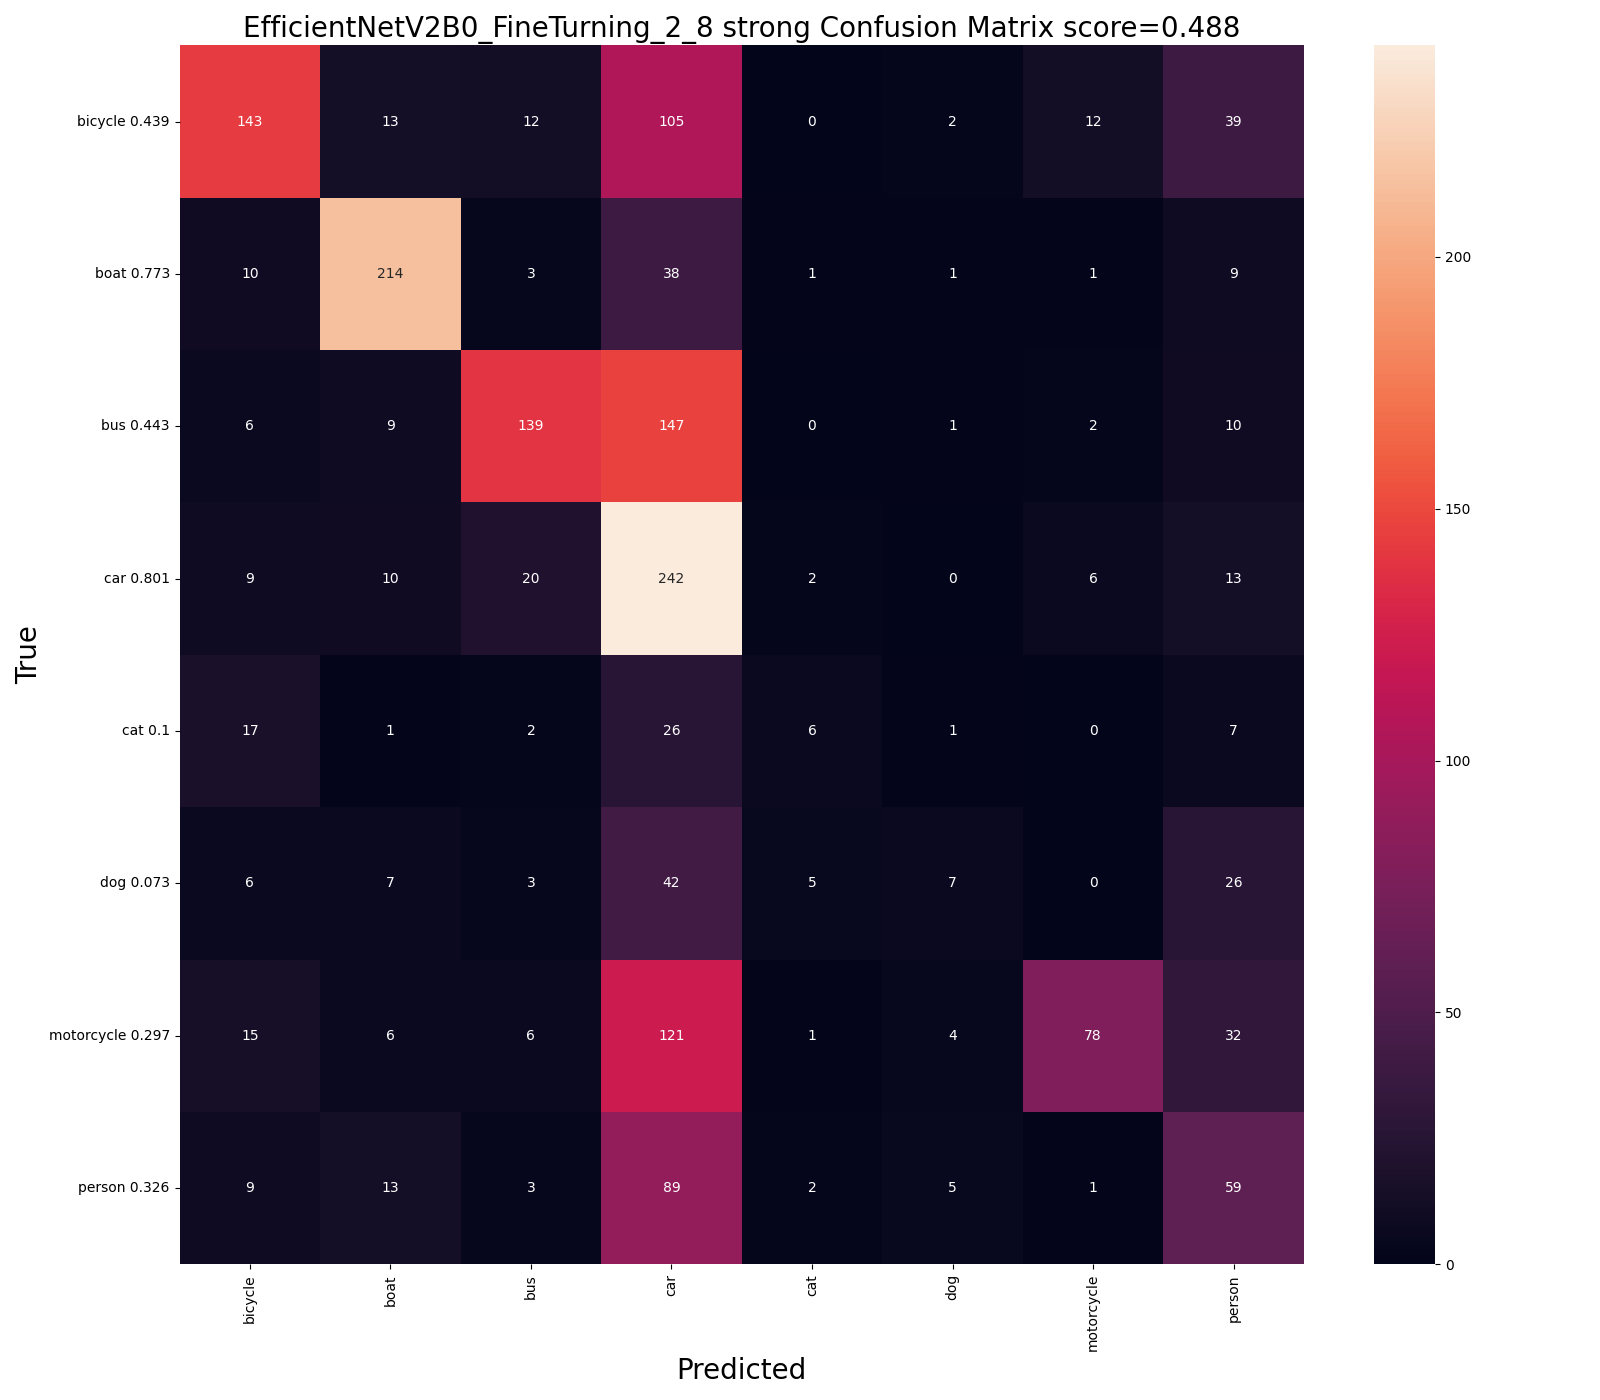 EfficientNetV2B0_FineTurning_2_8 strong Confusion Matrix score=0.488
bicycle 0.439 143 13 12 105 0 2 12 39
boat 0.773 10 214 3 38 1 1 1 9
bus 0.443 6 9 139 147 0 1 2 10
car 0.801 9 10 20 242 2 0 6 13
cat 0.1 17 1 2 26 6 1 0 7
dog 0.073 6 7 3 42 5 7 0 26
motorcycle 0.297 15 6 6 121 1 4 78 32
person 0.326 9 13 3 89 2 5 1 59
True
bicycle boat bus car cat dog motorcycle person
Predicted
200
150
100
50
0